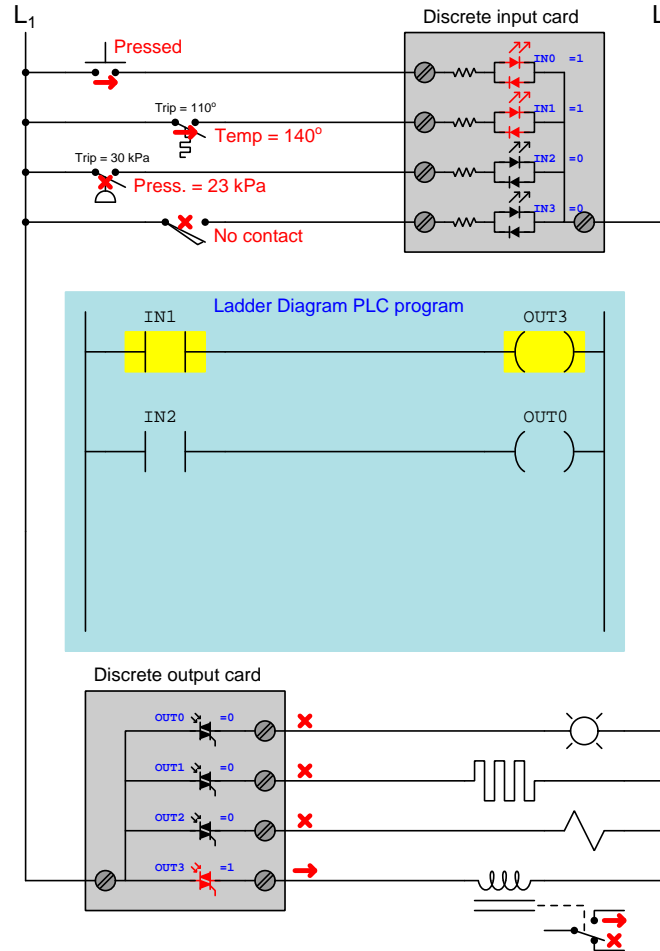 L1
Discrete input card
L
Pressed
IN0 =1
Trip = 110o
Temp = 140o
IN1 =1
Trip = 30 kPa
Press. = 23 kPa
IN2 =0
No contact
IN3 =0
Ladder Diagram PLC program
IN1 OUT3
IN2 OUT0
Discrete output card
OUT0 =0
OUT1 =0
OUT2 =0
OUT3 =1